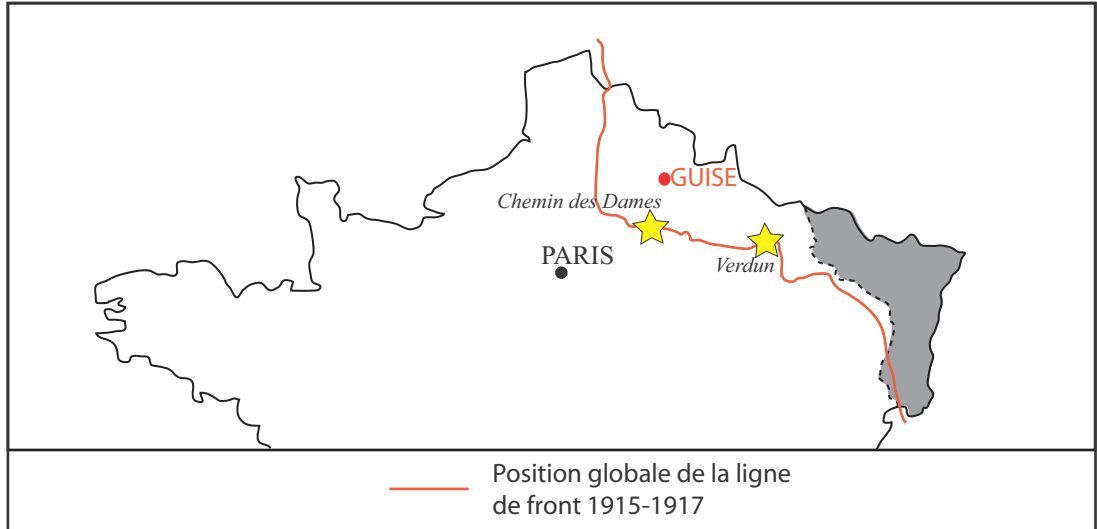 GUISE
Chemin des Dames
PARIS
Verdun
Position globale de la ligne
de front 1915-1917